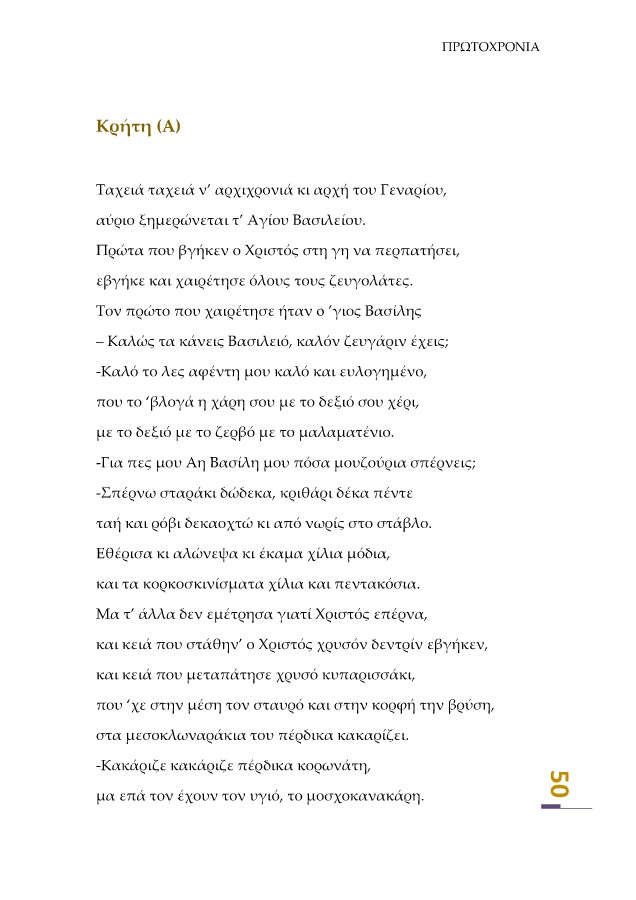 ΠΡΩΤΟΧΡΟΝΙΑ
Κρήτη (Α)
Ταχειά ταχειά ν’ αρχιχρονιά κι αρχή του Γεναρίου,
αύριο ξημερώνεται τ’ Αγίου Βασιλείου.
Πρώτα που βγήκεν ο Χριστός στη γη να περπατήσει,
εβγήκε και χαιρέτησε όλους τους ζευγολάτες.
Τον πρώτο που χαιρέτησε ήταν ο ’γιος Βασίλης
– Καλώς τα κάνεις Βασιλειό, καλόν ζευγάριν έχεις;
-Καλό το λες αφέντη μου καλό και ευλογημένο,
που το ‘βλογά η χάρη σου με το δεξιό σου χέρι,
με το δεξιό με το ζερβό με το μαλαματένιο.
-Για πες μου Αη Βασίλη μου πόσα μουζούρια σπέρνεις;
-Σπέρνω σταράκι δώδεκα, κριθάρι δέκα πέντε
ταή και ρόβι δεκαοχτώ κι από νωρίς στο στάβλο.
Εθέρισα κι αλώνεψα κι έκαμα χίλια μόδια,
και τα κορκοσκινίσματα χίλια και πεντακόσια.
Μα τ’ άλλα δεν εμέτρησα γιατί Χριστός επέρνα,
και κειά που στάθην’ ο Χριστός χρυσόν δεντρίν εβγήκεν,
και κειά που μεταπάτησε χρυσό κυπαρισσάκι,
που ‘χε στην μέση τον σταυρό και στην κορφή την βρύση,
στα μεσοκλωναράκια του πέρδικα κακαρίζει.
-Κακάριζε κακάριζε πέρδικα κορωνάτη,
μα επά τον έχουν τον υγιό, το μοσχοκανακάρη.
50